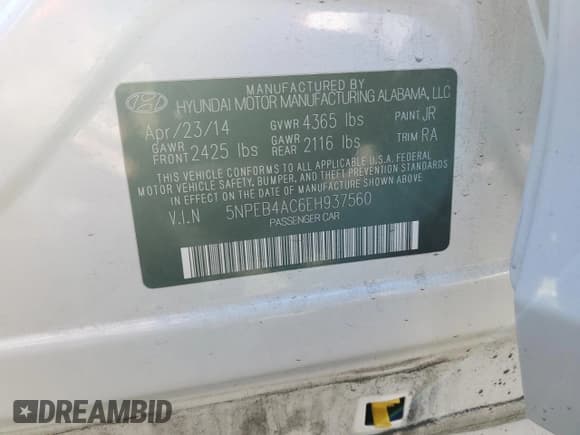 MANUFACTURED BY
HYUNDAI MOTOR MANUFACTURING ALABAMA, LLC
Apr/23/14 GVWR 4365 lbs PAINT JR
GAWR FRONT 2425 lbs GAWR REAR 2116 lbs TRIM RA
THIS VEHICLE CONFORMS TO ALL APPLICABLE U.S.A. FEDERAL
MOTOR VEHICLE SAFETY, BUMPER, AND THEFT PREVENTION STANDARDS
IN EFFECT ON THE DATE OF MANUFACTURE SHOWN ABOVE.
V.I.N 5NPEB4AC6EH937560
PASSENGER CAR
DREAMBID